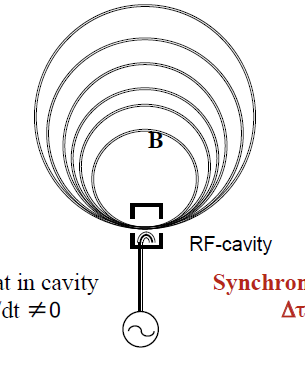 B
RF-cavity
at in cavity
dt ≠0
Synchron
Δτ